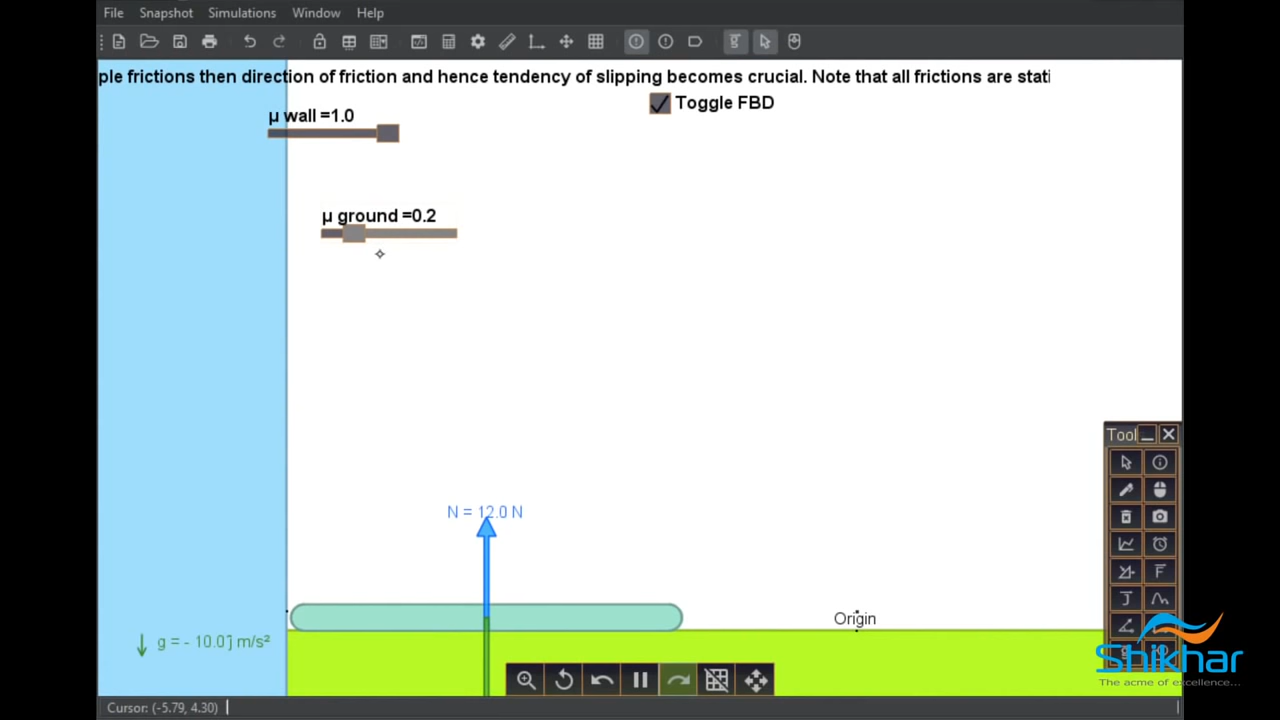 File Snapshot Simulations Window Help
ple frictions then direction of friction and hence tendency of slipping becomes crucial. Note that all frictions are stati
Toggle FBD
μ wall =1.0
μ ground =0.2
Tool
N = 12.0 N
Origin
g = - 10.0 ĵ m/s²
Shikhar
The acme of excellence...
Cursor: (-5.79, 4.30)